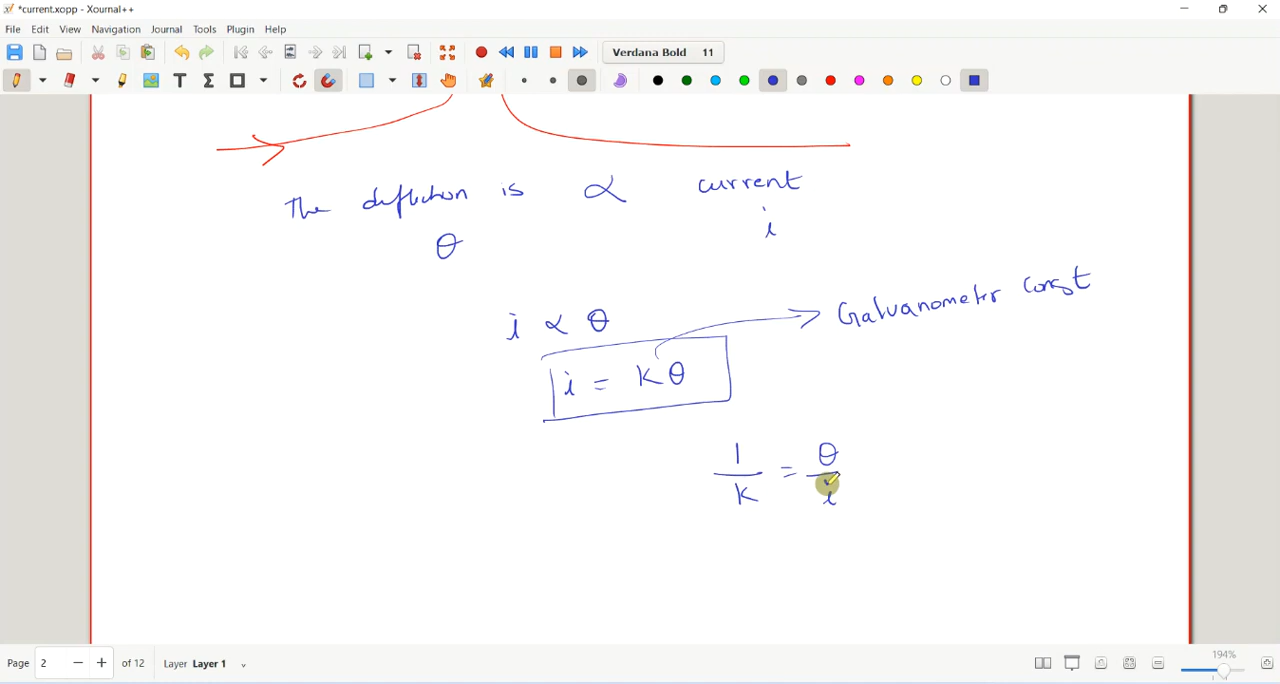 *current.xopp - Xournal++
File Edit View Navigation Journal Tools Plugin Help
Verdana Bold 11
The deflection is α current
θ i
i ∝ θ
Galvanometer const
i = kθ
1/k = θ/i
Page 2 of 12 Layer Layer 1 194%